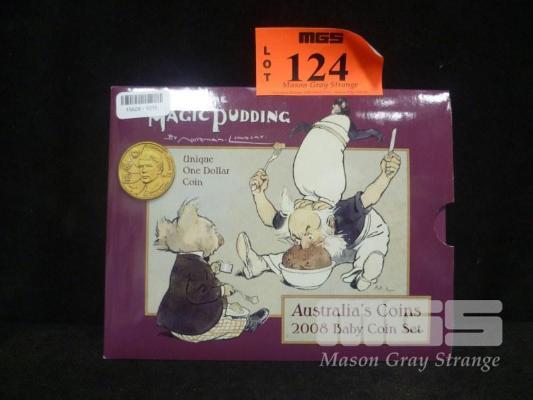 MGS
LOT
124
Mason Gray Strange
MAGIC PUDDING
BY NORMAN LINDSAY
Unique
One Dollar
Coin
Australia's Coins
2008 Baby Coin Set
MGS
Mason Gray Strange